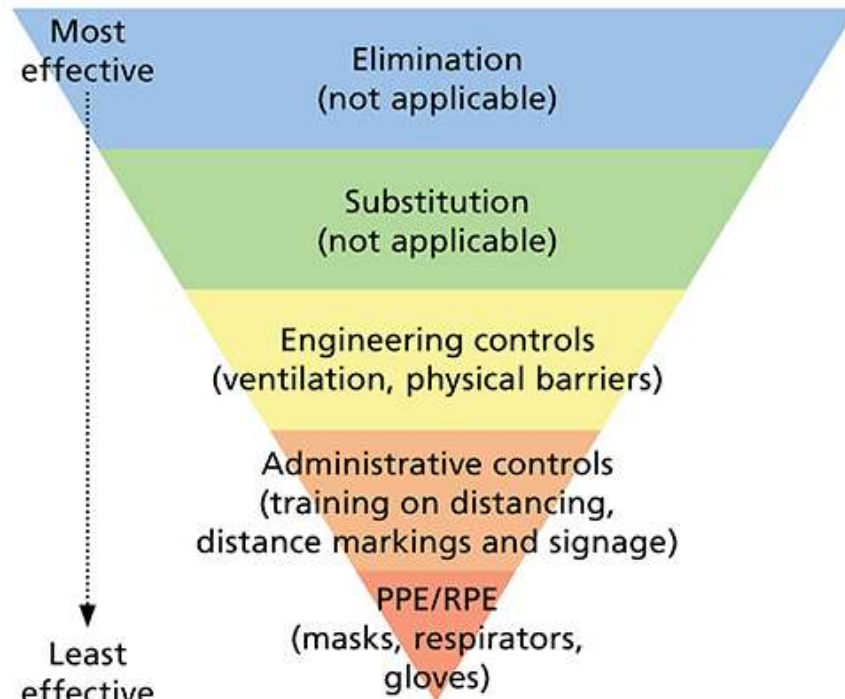 Most
effective
Elimination
(not applicable)
Substitution
(not applicable)
Engineering controls
(ventilation, physical barriers)
Administrative controls
(training on distancing,
distance markings and signage)
PPE/RPE
(masks, respirators,
gloves)
Least
effective